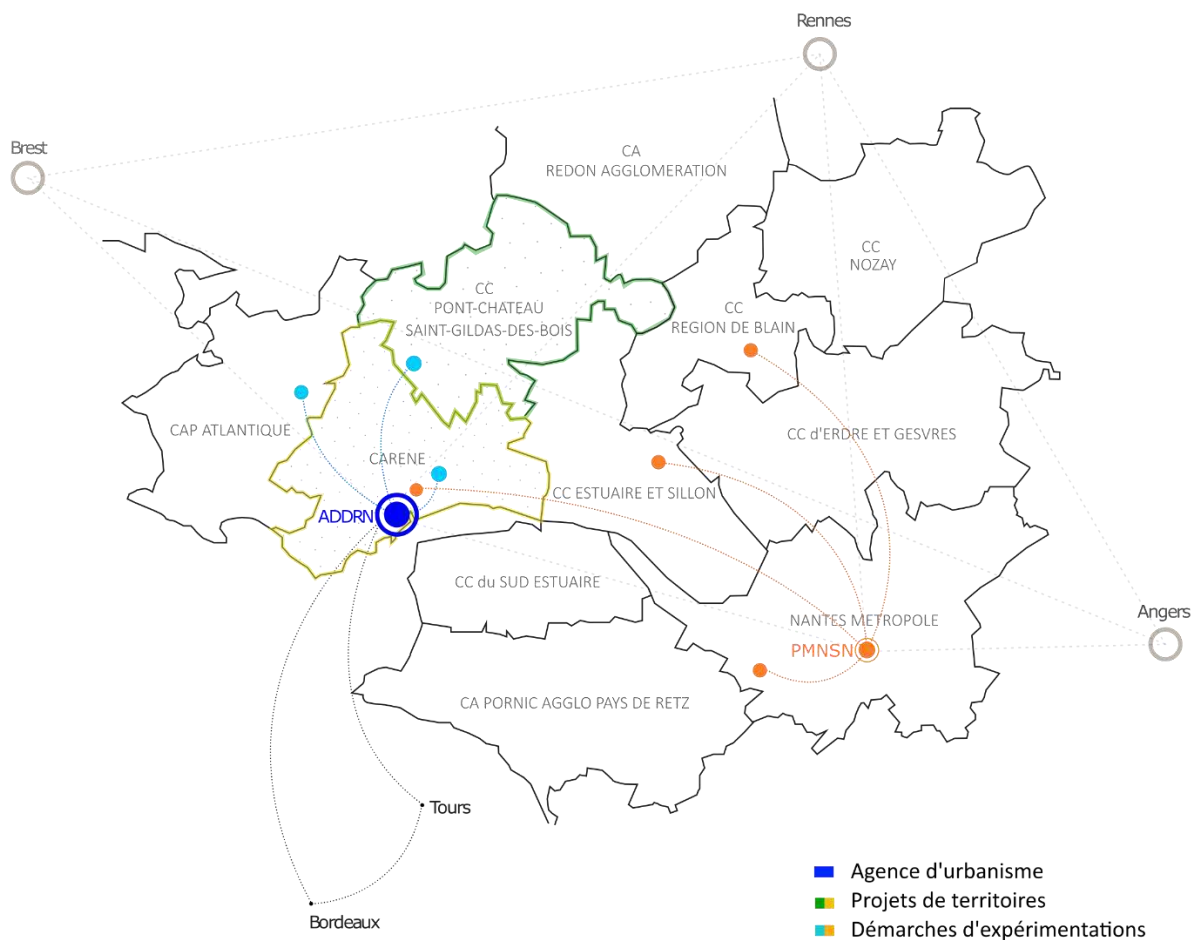 Rennes
Brest
CA
REDON AGGLOMERATION
CC
NOZAY
CC
PONT-CHATEAU
SAINT-GILDAS-DES-BOIS
CC
REGION DE BLAIN
CAP ATLANTIQUE
CC d'ERDRE ET GESVRES
CARENE
CC ESTUAIRE ET SILLON
ADDRN
CC du SUD ESTUAIRE
Angers
NANTES METROPOLE
PMNSN
CA PORNIC AGGLO PAYS DE RETZ
Tours
Bordeaux
Agence d'urbanisme
Projets de territoires
Démarches d'expérimentations